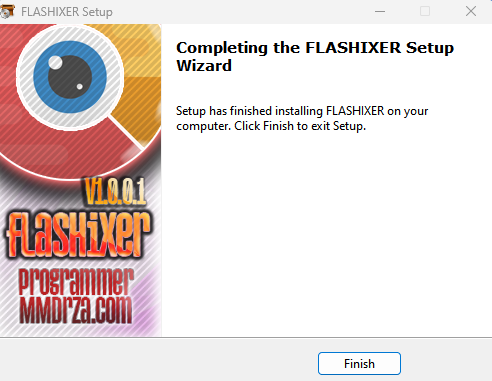 FLASHIXER Setup
Completing the FLASHIXER Setup
Wizard
Setup has finished installing FLASHIXER on your
computer. Click Finish to exit Setup.
V1.0.0.1
FLASHiXER
PROGRAMMER
MMDRZA.COM
Finish